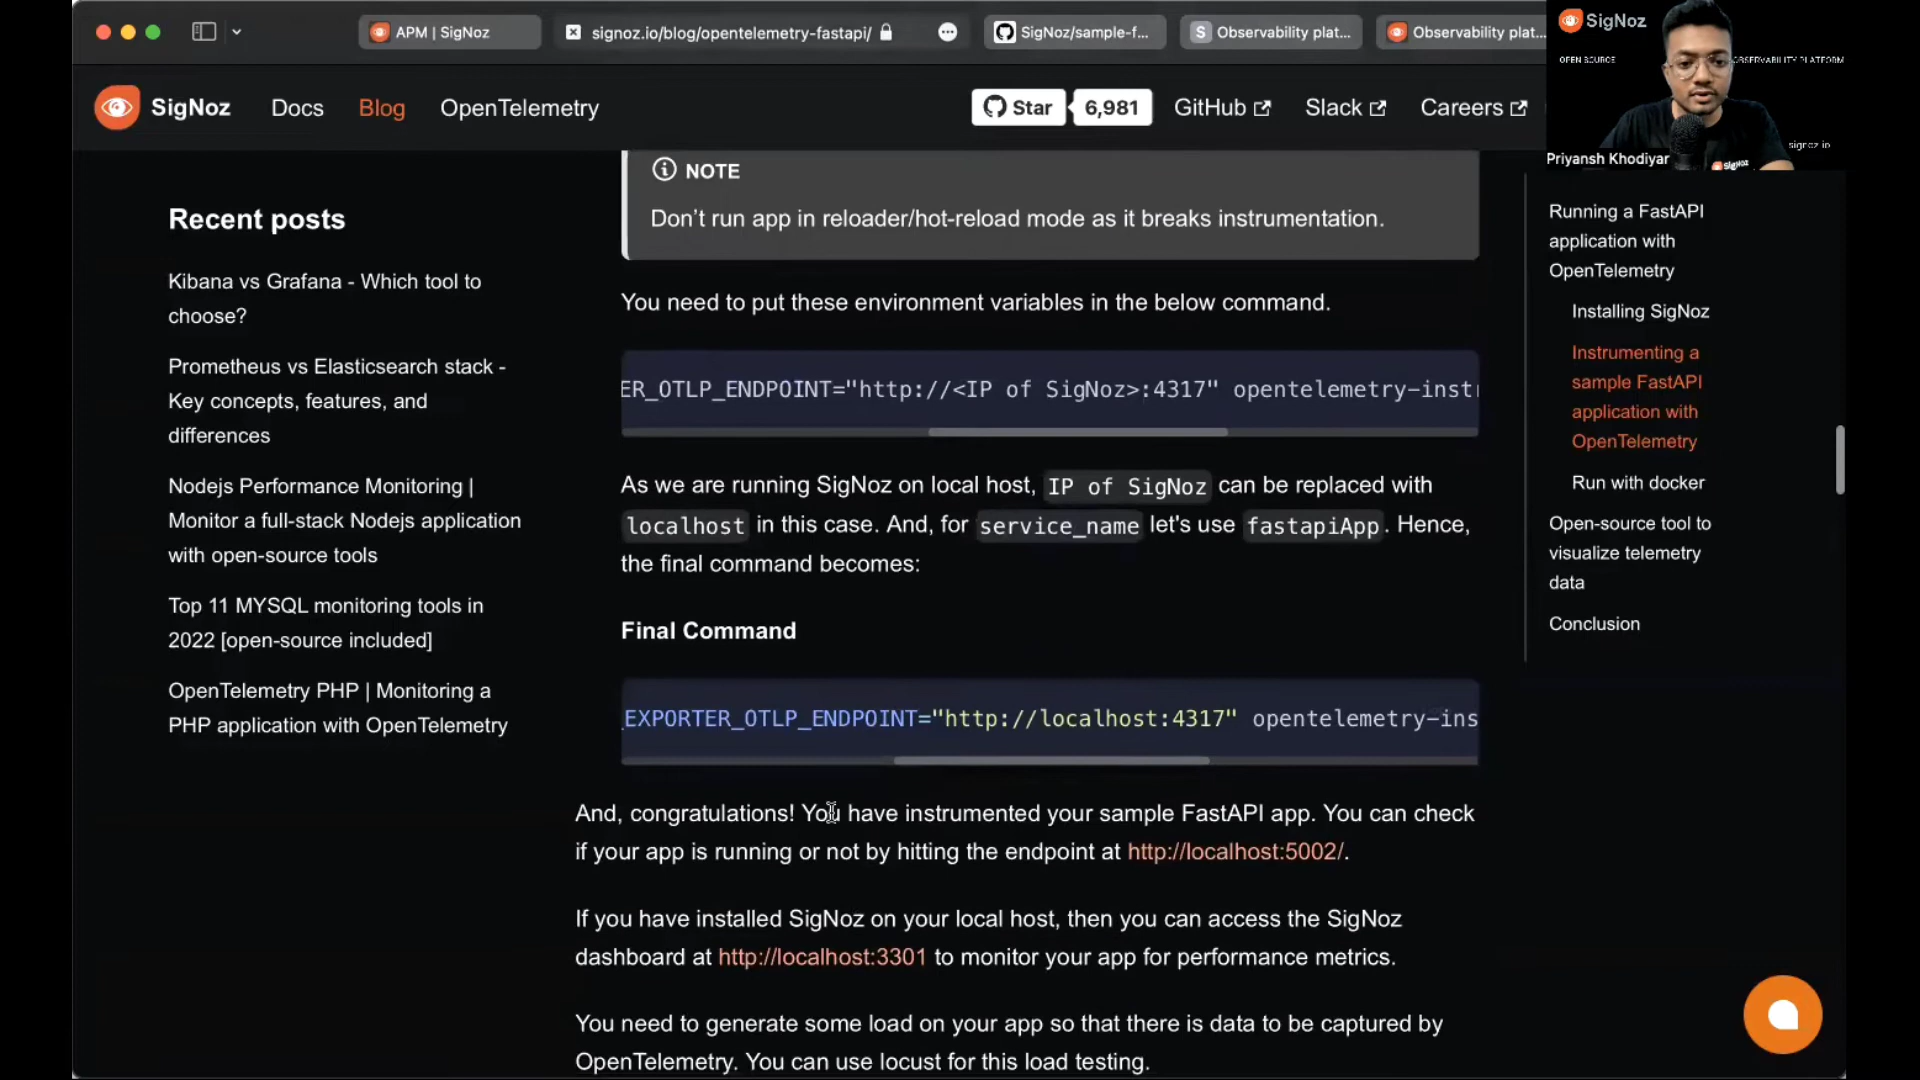 APM | SigNoz
signoz.io/blog/opentelemetry-fastapi/
SigNoz/sample-f...
S Observability plat...
Observability plat...
SigNoz
OPEN SOURCE
OBSERVABILITY PLATFORM
signoz.io
SigNoz
Priyansh Khodiyar
SigNoz
Docs
Blog
OpenTelemetry
Star
6,981
GitHub
Slack
Careers
Recent posts
Kibana vs Grafana - Which tool to
choose?
Prometheus vs Elasticsearch stack -
Key concepts, features, and
differences
Nodejs Performance Monitoring |
Monitor a full-stack Nodejs application
with open-source tools
Top 11 MYSQL monitoring tools in
2022 [open-source included]
OpenTelemetry PHP | Monitoring a
PHP application with OpenTelemetry
NOTE
Don’t run app in reloader/hot-reload mode as it breaks instrumentation.
You need to put these environment variables in the below command.
ER_OTLP_ENDPOINT="http://<IP of SigNoz>:4317" opentelemetry-instr
As we are running SigNoz on local host, IP of SigNoz can be replaced with
localhost in this case. And, for service_name let's use fastapiApp. Hence,
the final command becomes:
Final Command
_EXPORTER_OTLP_ENDPOINT="http://localhost:4317" opentelemetry-ins
And, congratulations! You have instrumented your sample FastAPI app. You can check
if your app is running or not by hitting the endpoint at http://localhost:5002/.
If you have installed SigNoz on your local host, then you can access the SigNoz
dashboard at http://localhost:3301 to monitor your app for performance metrics.
You need to generate some load on your app so that there is data to be captured by
OpenTelemetry. You can use locust for this load testing.
Running a FastAPI
application with
OpenTelemetry
Installing SigNoz
Instrumenting a
sample FastAPI
application with
OpenTelemetry
Run with docker
Open-source tool to
visualize telemetry
data
Conclusion